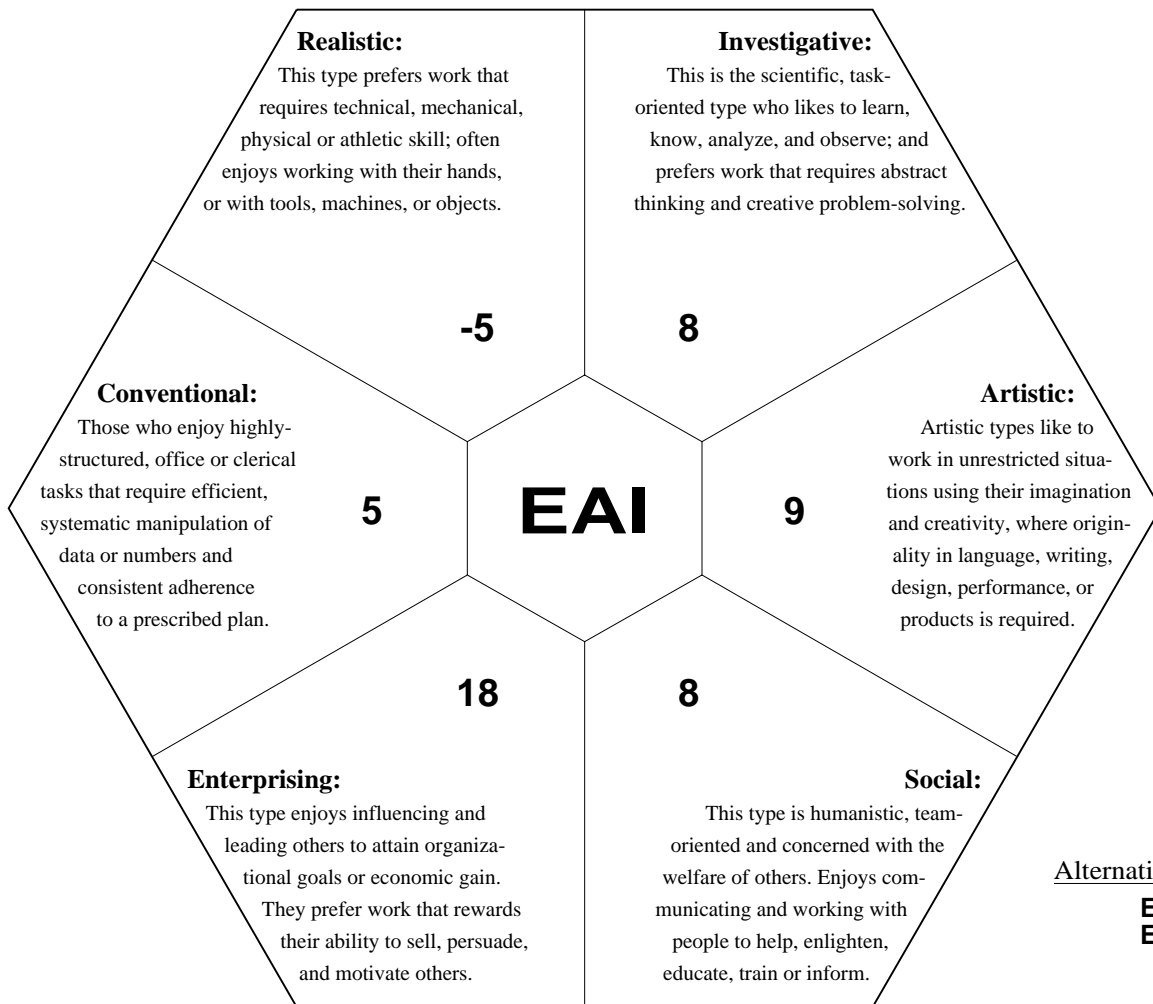 Realistic:
This type prefers work that
requires technical, mechanical,
physical or athletic skill; often
enjoys working with their hands,
or with tools, machines, or objects.
-5
Investigative:
This is the scientific, task-
oriented type who likes to learn,
know, analyze, and observe; and
prefers work that requires abstract
thinking and creative problem-solving.
8
Conventional:
Those who enjoy highly-
structured, office or clerical
tasks that require efficient,
systematic manipulation of
data or numbers and
consistent adherence
to a prescribed plan.
5
EAI
Artistic:
Artistic types like to
work in unrestricted situa-
tions using their imagination
and creativity, where origin-
ality in language, writing,
design, performance, or
products is required.
9
18
Enterprising:
This type enjoys influencing and
leading others to attain organiza-
tional goals or economic gain.
They prefer work that rewards
their ability to sell, persuade,
and motivate others.
8
Social:
This type is humanistic, team-
oriented and concerned with the
welfare of others. Enjoys com-
municating and working with
people to help, enlighten,
educate, train or inform.
Alternati
E
E